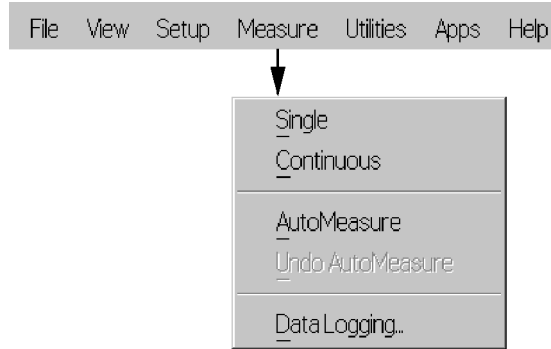 File View Setup Measure Utilities Apps Help
Single
Continuous
AutoMeasure
Undo AutoMeasure
Data Logging...